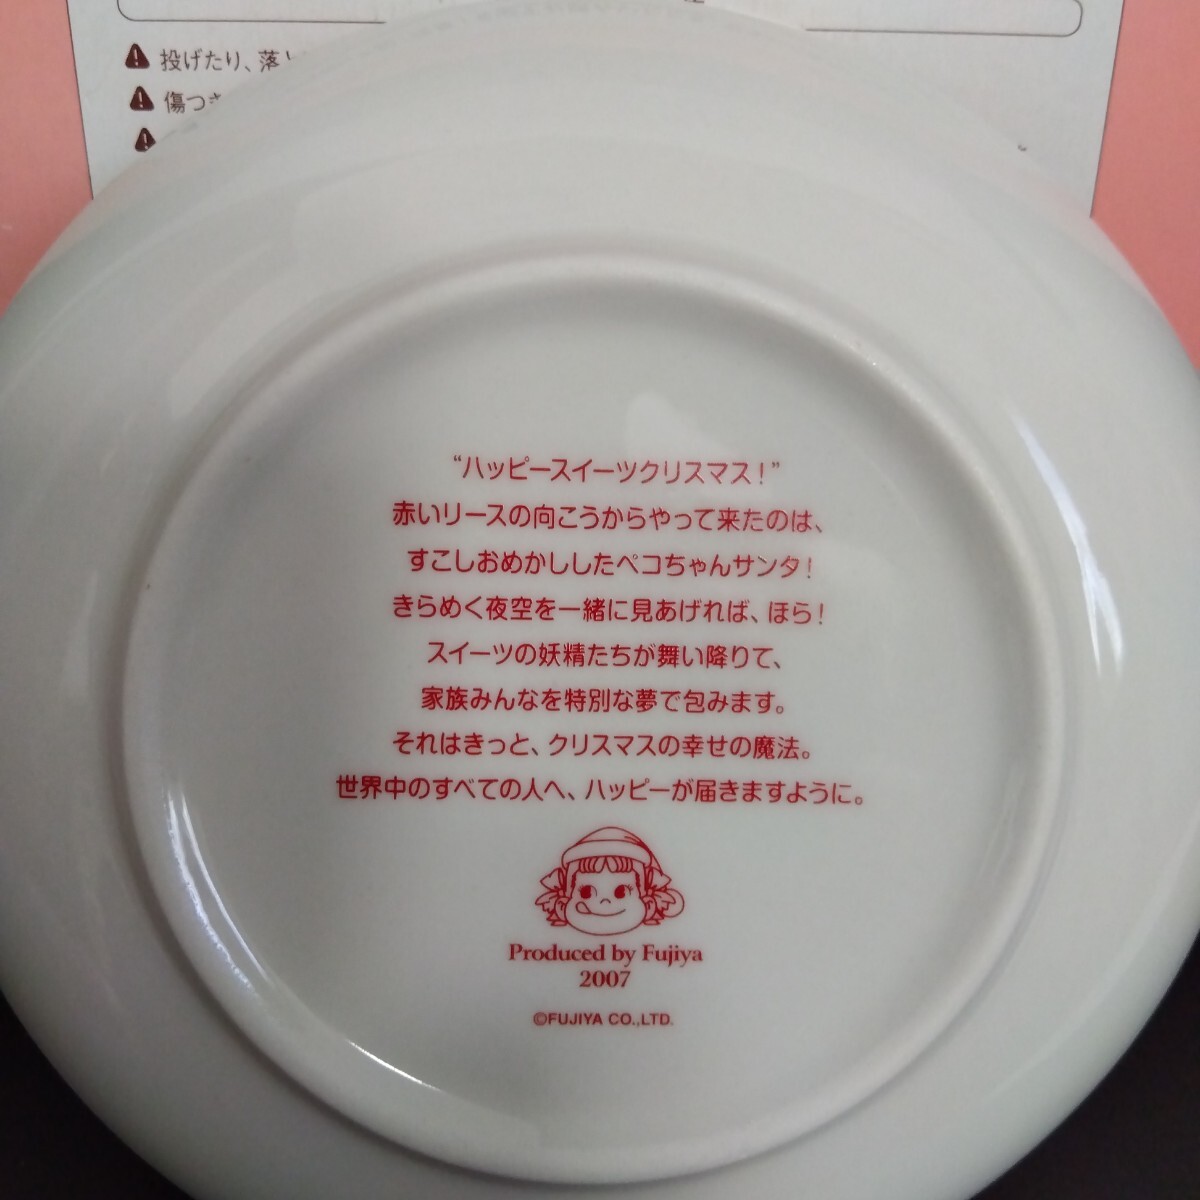 投げたり、落と
傷つき
“ハッピースイーツクリスマス！”
赤いリースの向こうからやって来たのは、
すこしおめかししたペコちゃんサンタ！
きらめく夜空を一緒に見あげれば、ほら！
スイーツの妖精たちが舞い降りて、
家族みんなを特別な夢で包みます。
それはきっと、クリスマスの幸せの魔法。
世界中のすべての人へ、ハッピーが届きますように。
Produced by Fujiya
2007
©FUJIYA CO.,LTD.